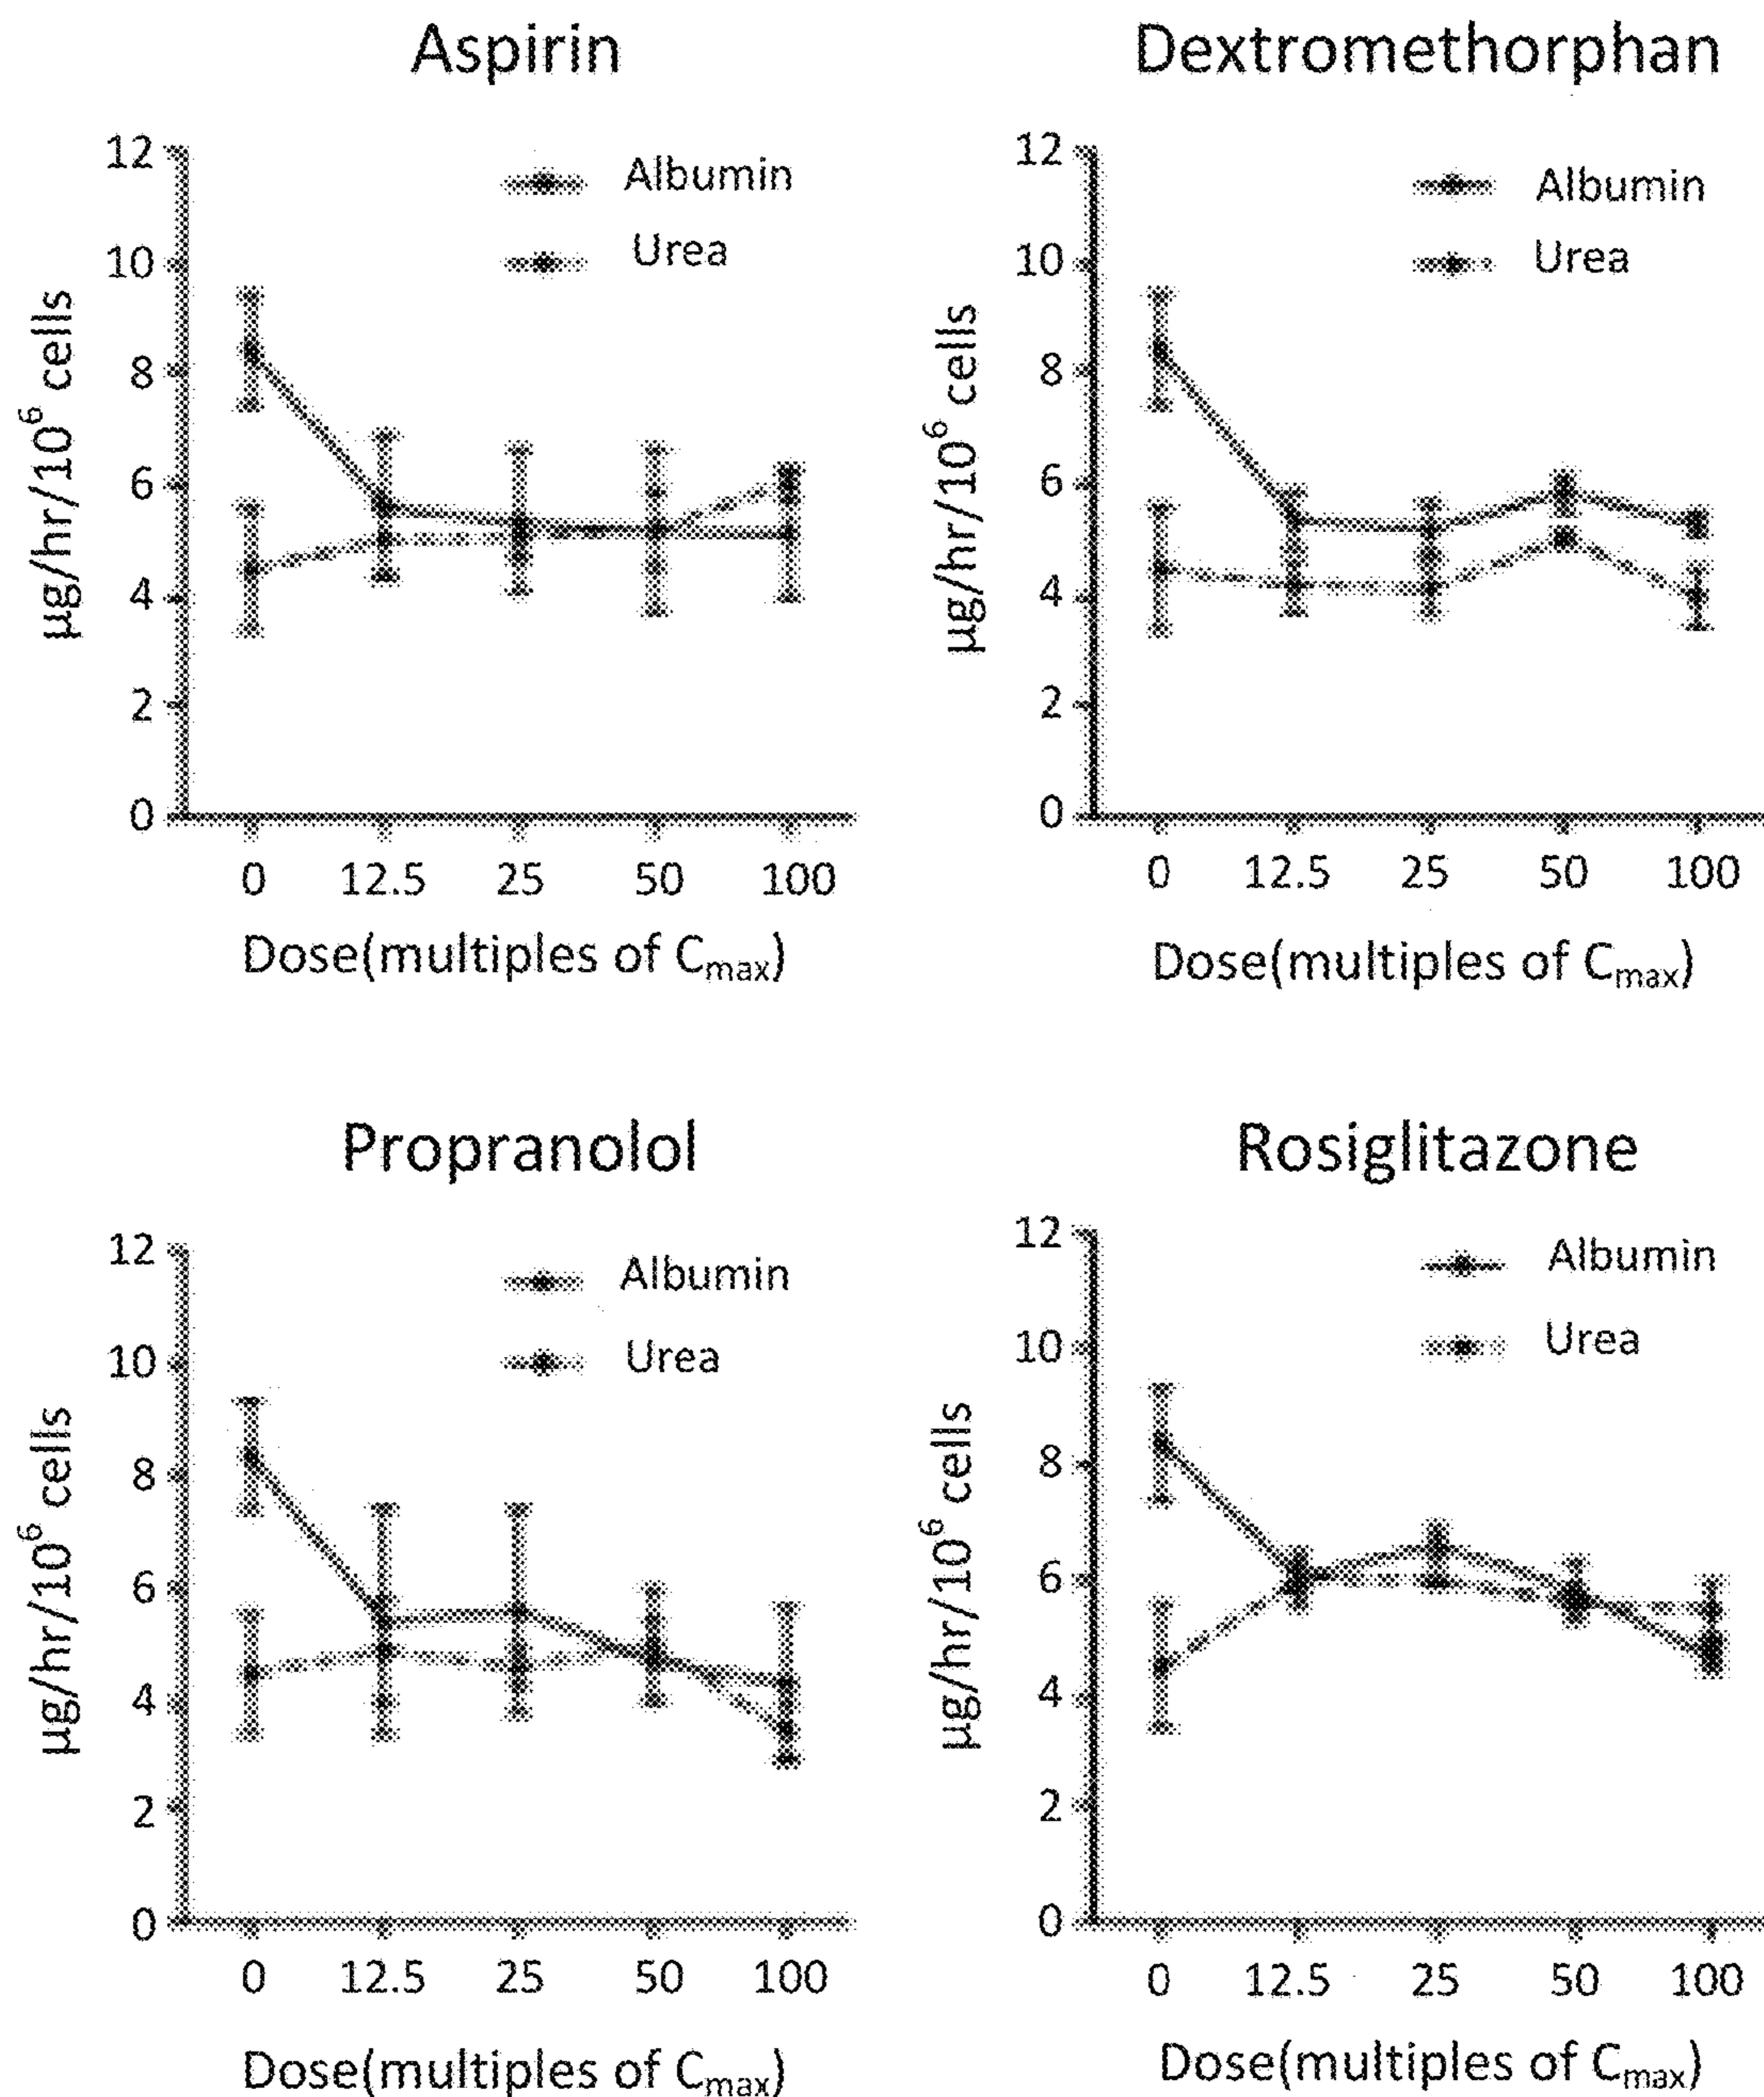 Aspirin
12
10
8
6
4
2
0
µg/hr/10⁶ cells
Albumin
Urea
0 12.5 25 50 100
Dose(multiples of Cmax)
Dextromethorphan
12
10
8
6
4
2
0
µg/hr/10⁶ cells
Albumin
Urea
0 12.5 25 50 100
Dose(multiples of Cmax)
Propranolol
12
10
8
6
4
2
0
µg/hr/10⁶ cells
Albumin
Urea
0 12.5 25 50 100
Dose(multiples of Cmax)
Rosiglitazone
12
10
8
6
4
2
0
µg/hr/10⁶ cells
Albumin
Urea
0 12.5 25 50 100
Dose(multiples of Cmax)